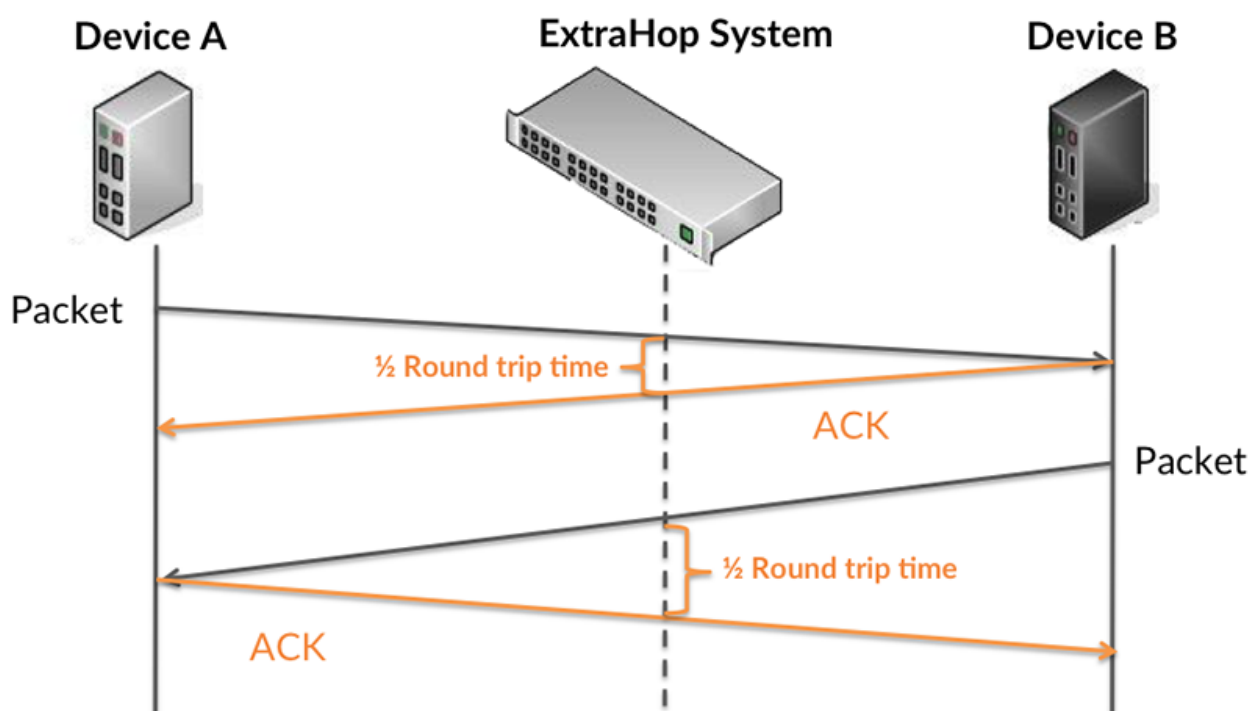 Device A
ExtraHop System
Device B
Packet
½ Round trip time
ACK
Packet
½ Round trip time
ACK